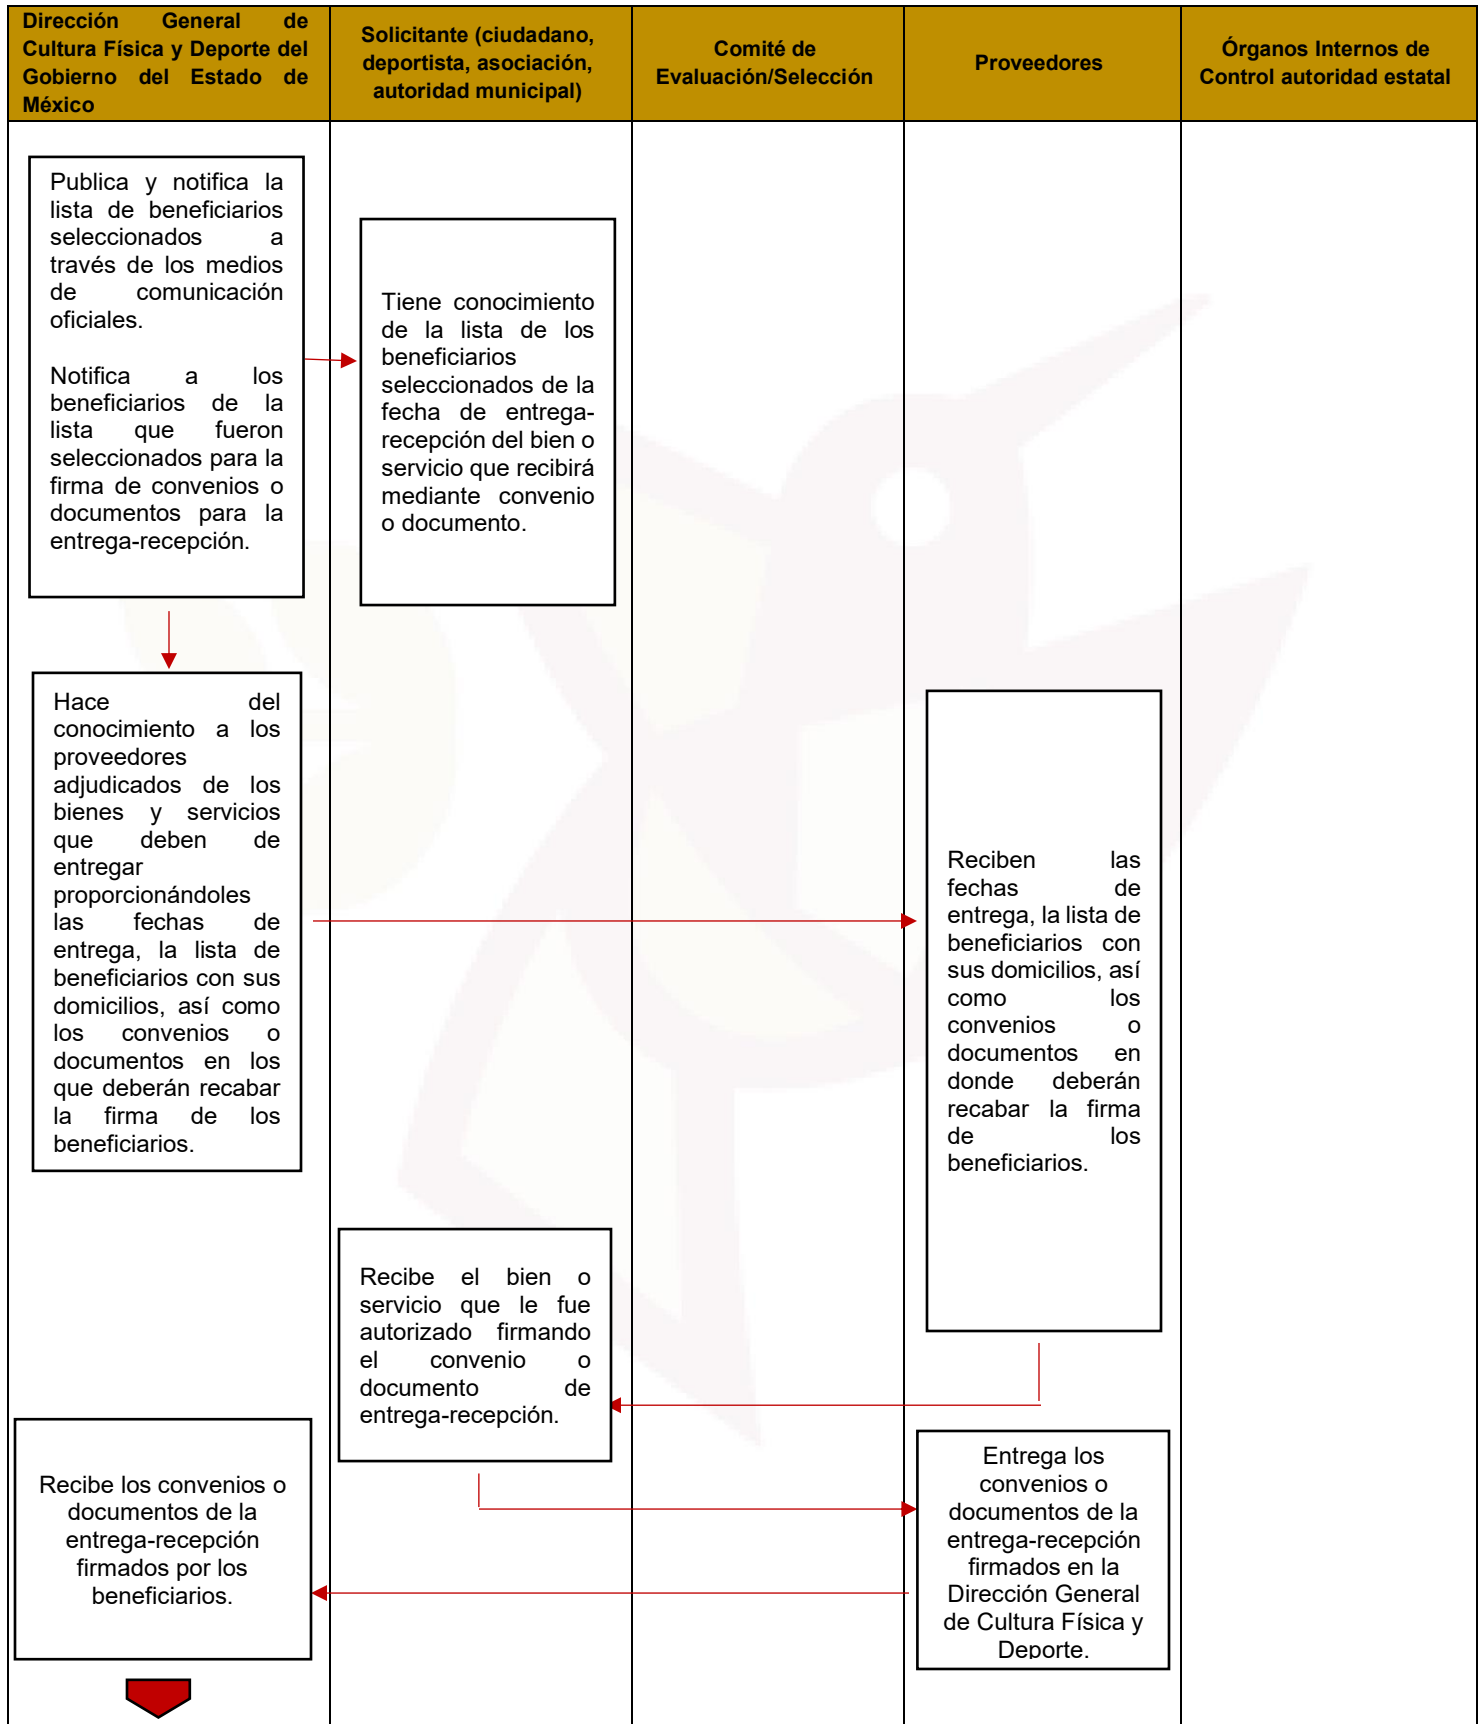 Dirección General de
Cultura Física y Deporte del
Gobierno del Estado de
México
Solicitante (ciudadano,
deportista, asociación,
autoridad municipal)
Comité de
Evaluación/Selección
Proveedores
Órganos Internos de
Control autoridad estatal
Publica y notifica la
lista de beneficiarios
seleccionados a
través de los medios
de comunicación
oficiales.
Notifica a los
beneficiarios de la
lista que fueron
seleccionados para la
firma de convenios o
documentos para la
entrega-recepción.
Tiene conocimiento
de la lista de los
beneficiarios
seleccionados de la
fecha de entrega-
recepción del bien o
servicio que recibirá
mediante convenio
o documento.
Hace del
conocimiento a los
proveedores
adjudicados de los
bienes y servicios
que deben de
entregar
proporcionándoles
las fechas de
entrega, la lista de
beneficiarios con sus
domicilios, así como
los convenios o
documentos en los
que deberán recabar
la firma de los
beneficiarios.
Reciben las
fechas de
entrega, la lista de
beneficiarios con
sus domicilios, así
como los
convenios o
documentos en
donde deberán
recabar la firma
de los
beneficiarios.
Recibe el bien o
servicio que le fue
autorizado firmando
el convenio o
documento de
entrega-recepción.
Entrega los
convenios o
documentos de la
entrega-recepción
firmados en la
Dirección General
de Cultura Física y
Deporte.
Recibe los convenios o
documentos de la
entrega-recepción
firmados por los
beneficiarios.